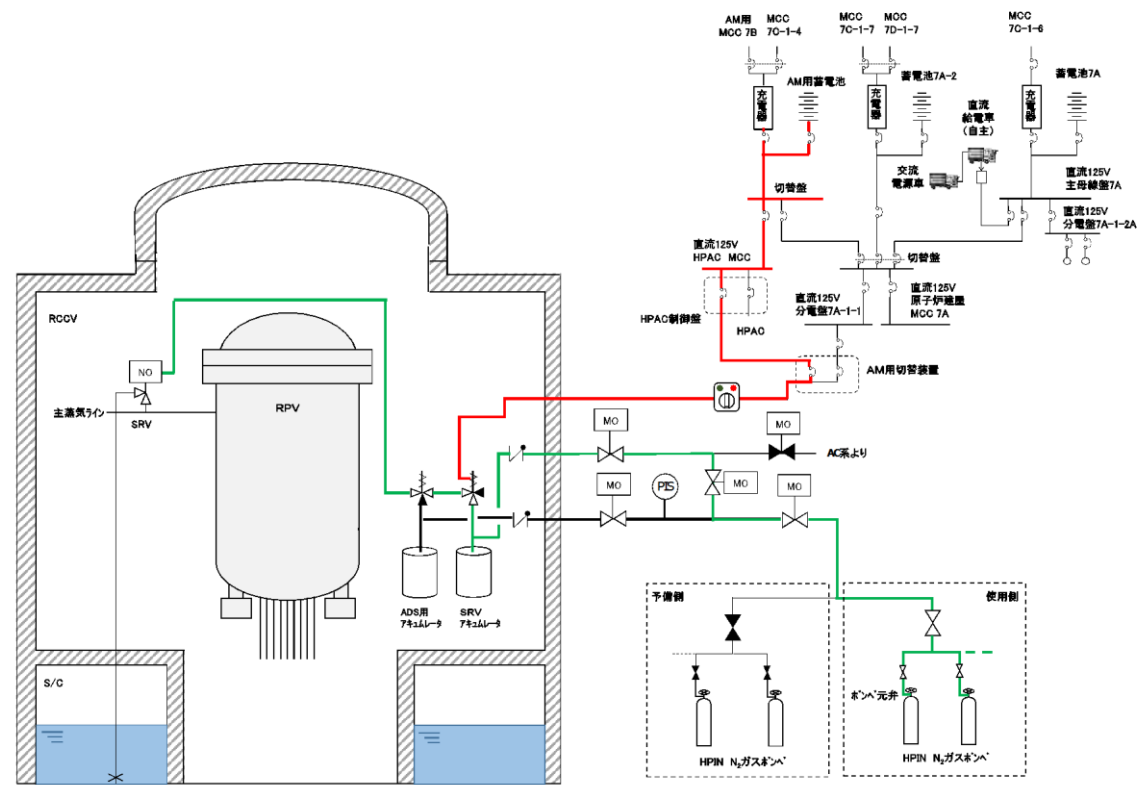 AM用
MCC 7B
MCC
7C-1-4
MCC
7C-1-7
MCC
7D-1-7
MCC
7C-1-6
充電器
AM用蓄電池
充電器
蓄電池7A-2
直流
給電車
(自主)
充電器
蓄電池7A
交流
電源車
直流125V
主母線盤7A
切替盤
直流125V
分電盤7A-1-2A
直流125V
HPAC MCC
切替盤
HPAC制御盤
HPAC
直流125V
分電盤7A-1-1
直流125V
原子炉建屋
MCC 7A
AM用切替装置
RCCV
NO
主蒸気ライン
SRV
RPV
MO
MO
AC系より
MO
PIS
MO
MO
ADS用
アキュムレータ
SRV
アキュムレータ
S/C
予備側
使用側
ボンベ元弁
HPIN N₂ガスボンベ
HPIN N₂ガスボンベ